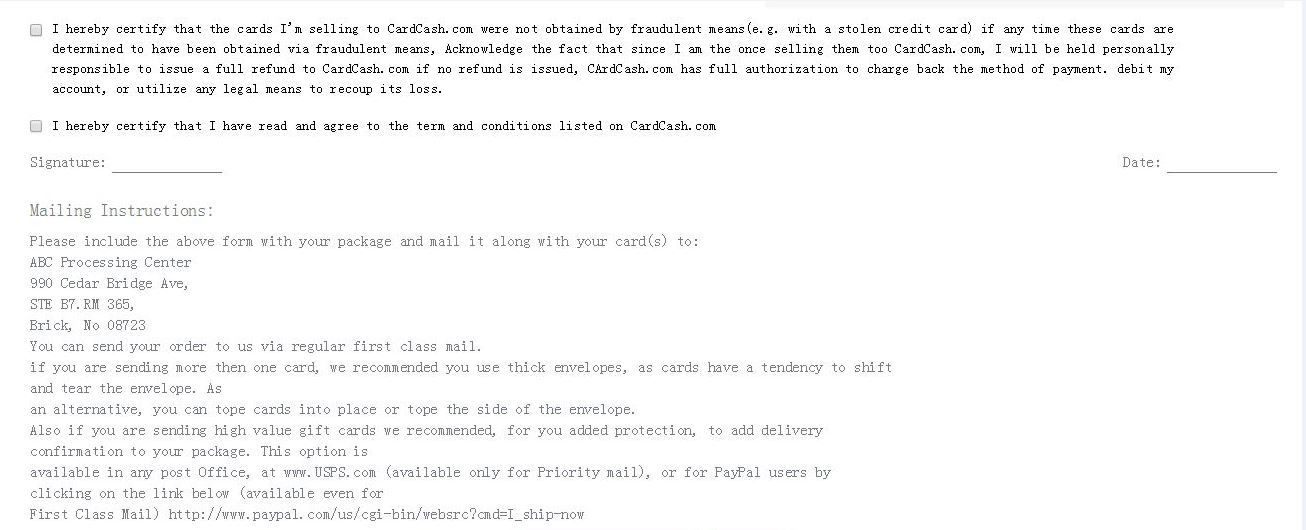 I hereby certify that the cards I'm selling to CardCash.com were not obtained by fraudulent means(e.g. with a stolen credit card) if any time these cards are
determined to have been obtained via fraudulent means, Acknowledge the fact that since I am the once selling them too CardCash.com, I will be held personally
responsible to issue a full refund to CardCash.com if no refund is issued, CArdCash.com has full authorization to charge back the method of payment. debit my
account, or utilize any legal means to recoup its loss.
I hereby certify that I have read and agree to the term and conditions listed on CardCash.com
Signature: Date:
Mailing Instructions:
Please include the above form with your package and mail it along with your card(s) to:
ABC Processing Center
990 Cedar Bridge Ave,
STE B7.RM 365,
Brick, No 08723
You can send your order to us via regular first class mail.
if you are sending more then one card, we recommended you use thick envelopes, as cards have a tendency to shift
and tear the envelope. As
an alternative, you can tope cards into place or tope the side of the envelope.
Also if you are sending high value gift cards we recommended, for you added protection, to add delivery
confirmation to your package. This option is
available in any post Office, at www.USPS.com (available only for Priority mail), or for PayPal users by
clicking on the link below (available even for
First Class Mail) http://www.paypal.com/us/cgi-bin/websrc?cmd=I_ship-now